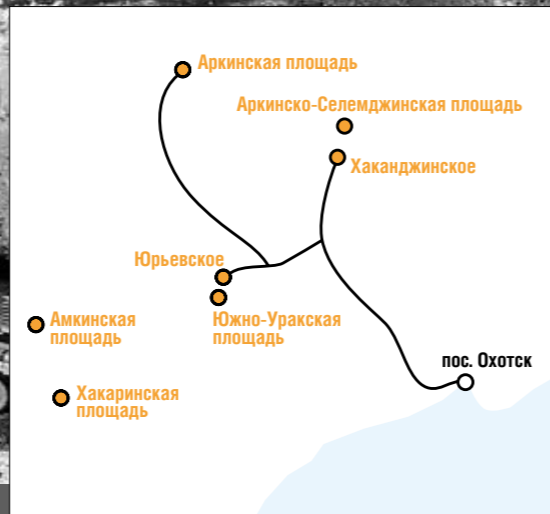 Аркинская площадь
Аркинско-Селемджинская площадь
Хаканджинское
Юрьевское
Южно-Уракская
площадь
Амкинская
площадь
пос. Охотск
Хакаринская
площадь